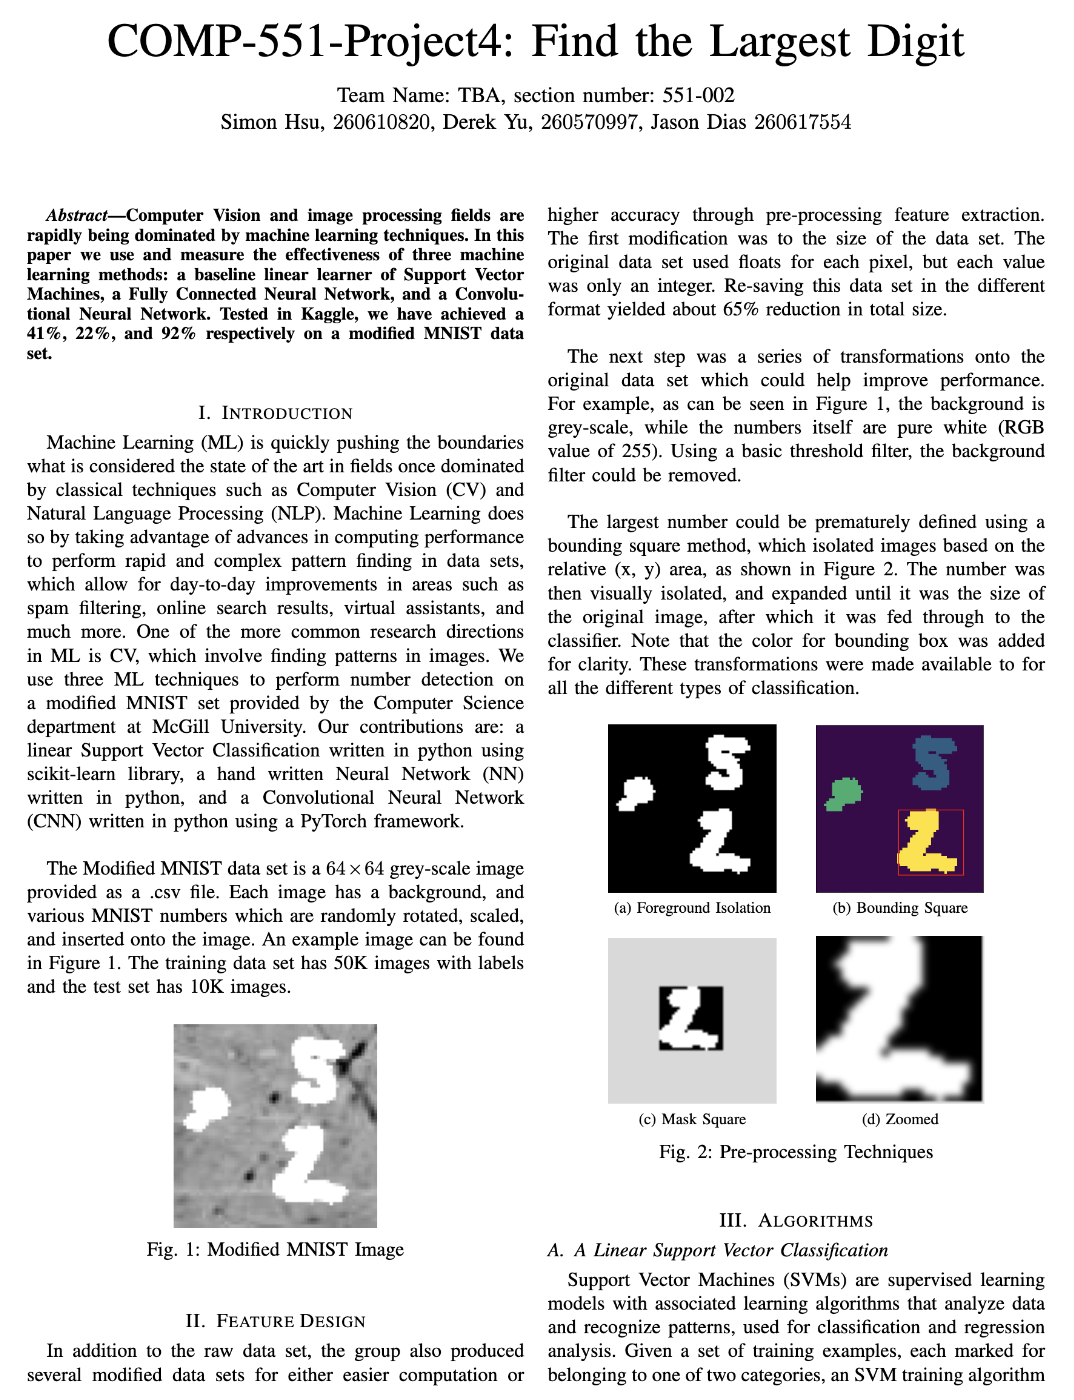 COMP-551-Project4: Find the Largest Digit
Team Name: TBA, section number: 551-002
Simon Hsu, 260610820, Derek Yu, 260570997, Jason Dias 260617554
Abstract—Computer Vision and image processing fields are
rapidly being dominated by machine learning techniques. In this
paper we use and measure the effectiveness of three machine
learning methods: a baseline linear learner of Support Vector
Machines, a Fully Connected Neural Network, and a Convolu-
tional Neural Network. Tested in Kaggle, we have achieved a
41%, 22%, and 92% respectively on a modified MNIST data
set.
I. INTRODUCTION
Machine Learning (ML) is quickly pushing the boundaries
what is considered the state of the art in fields once dominated
by classical techniques such as Computer Vision (CV) and
Natural Language Processing (NLP). Machine Learning does
so by taking advantage of advances in computing performance
to perform rapid and complex pattern finding in data sets,
which allow for day-to-day improvements in areas such as
spam filtering, online search results, virtual assistants, and
much more. One of the more common research directions
in ML is CV, which involve finding patterns in images. We
use three ML techniques to perform number detection on
a modified MNIST set provided by the Computer Science
department at McGill University. Our contributions are: a
linear Support Vector Classification written in python using
scikit-learn library, a hand written Neural Network (NN)
written in python, and a Convolutional Neural Network
(CNN) written in python using a PyTorch framework.
The Modified MNIST data set is a 64×64 grey-scale image
provided as a .csv file. Each image has a background, and
various MNIST numbers which are randomly rotated, scaled,
and inserted onto the image. An example image can be found
in Figure 1. The training data set has 50K images with labels
and the test set has 10K images.
Fig. 1: Modified MNIST Image
II. FEATURE DESIGN
In addition to the raw data set, the group also produced
several modified data sets for either easier computation or
higher accuracy through pre-processing feature extraction.
The first modification was to the size of the data set. The
original data set used floats for each pixel, but each value
was only an integer. Re-saving this data set in the different
format yielded about 65% reduction in total size.
The next step was a series of transformations onto the
original data set which could help improve performance.
For example, as can be seen in Figure 1, the background is
grey-scale, while the numbers itself are pure white (RGB
value of 255). Using a basic threshold filter, the background
filter could be removed.
The largest number could be prematurely defined using a
bounding square method, which isolated images based on the
relative (x, y) area, as shown in Figure 2. The number was
then visually isolated, and expanded until it was the size of
the original image, after which it was fed through to the
classifier. Note that the color for bounding box was added
for clarity. These transformations were made available to for
all the different types of classification.
(a) Foreground Isolation
(b) Bounding Square
(c) Mask Square
(d) Zoomed
Fig. 2: Pre-processing Techniques
III. ALGORITHMS
A. A Linear Support Vector Classification
Support Vector Machines (SVMs) are supervised learning
models with associated learning algorithms that analyze data
and recognize patterns, used for classification and regression
analysis. Given a set of training examples, each marked for
belonging to one of two categories, an SVM training algorithm